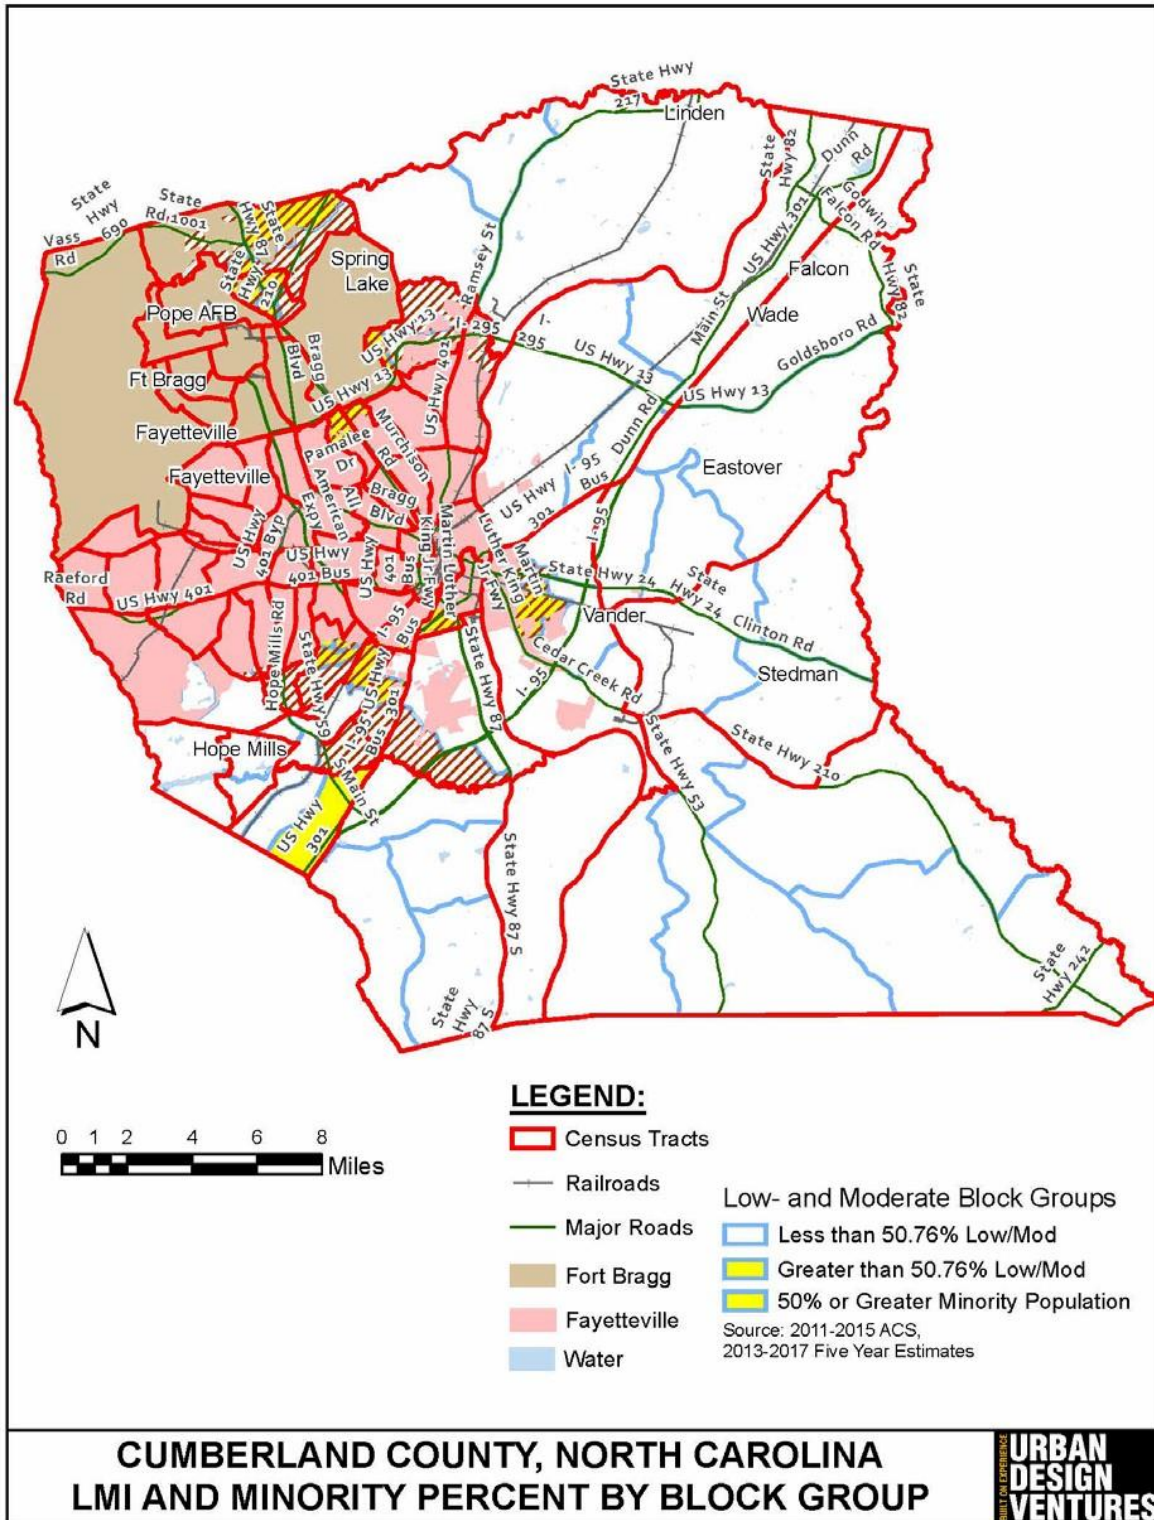 State Hwy
217
Linden
State
Hwy 82
Dunn
Rd
Godwin
Falcon Rd
US Hwy 301
Falcon
State
Hwy 82
Wade
Main St
Goldsboro Rd
State
Hwy
690
Vass
Rd
State
Rd 1001
State
Hwy 87
State
Hwy
210
Spring
Lake
Ramsey St
Pope AFB
US Hwy 13
I-295
I-
295
US Hwy 13
US Hwy 13
Bragg
Blvd
US Hwy 401
Ft Bragg
US Hwy 13
Dunn Rd
Fayetteville
Murchison
Rd
Pamalee
Dr
Eastover
Fayetteville
All
American
Expy
Bragg
Blvd
I-95
Bus
US Hwy
301
I-95
US Hwy
401 Byp
US Hwy
401 Bus
US Hwy
401
Bus
Martin Luther
King Jr Fwy
Martin
Luther King
Jr Fwy
State Hwy 24
State
Hwy 24
Raeford
Rd
US Hwy 401
Vander
Clinton Rd
Hope Mills Rd
State Hwy 59
I-95
Bus
US Hwy
301
State Hwy 87
Cedar Creek Rd
I-95
Stedman
I-95
Bus
Hope Mills
State Hwy 53
State Hwy 210
S Main St
US Hwy
301
State Hwy 87 S
State
Hwy 242
State
Hwy
87 S
N
0 1 2 4 6 8
Miles
LEGEND:
Census Tracts
Railroads
Major Roads
Fort Bragg
Fayetteville
Water
Low- and Moderate Block Groups
Less than 50.76% Low/Mod
Greater than 50.76% Low/Mod
50% or Greater Minority Population
Source: 2011-2015 ACS,
2013-2017 Five Year Estimates
CUMBERLAND COUNTY, NORTH CAROLINA
LMI AND MINORITY PERCENT BY BLOCK GROUP
BUILT ON EXPERIENCE
URBAN
DESIGN
VENTURES